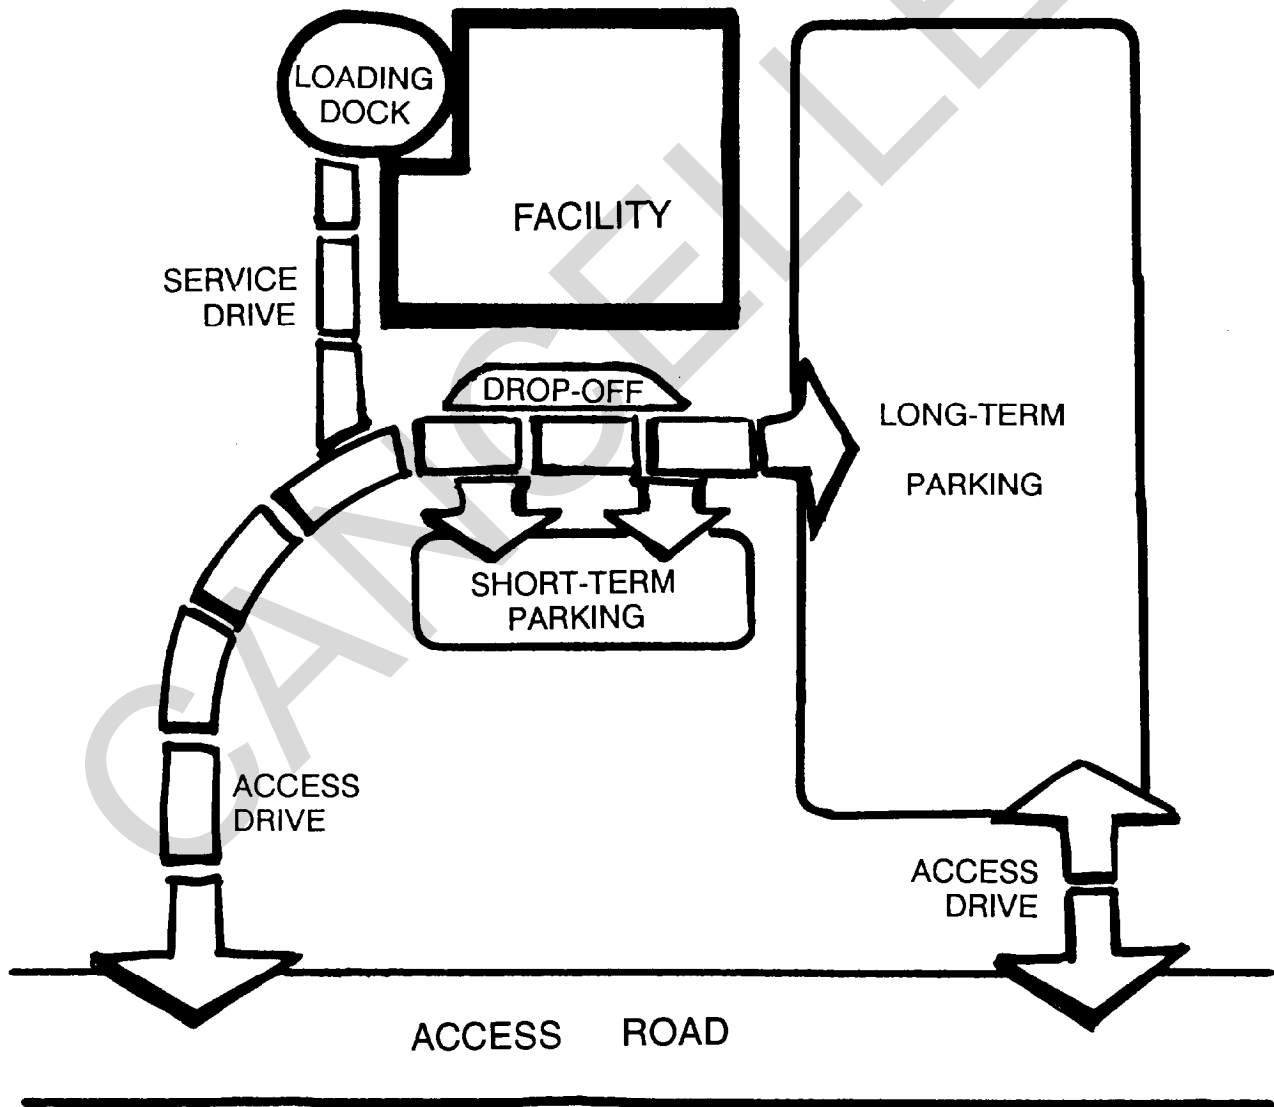 LOADING
DOCK
FACILITY
SERVICE
DRIVE
DROP-OFF
LONG-TERM
PARKING
SHORT-TERM
PARKING
ACCESS
DRIVE
ACCESS
DRIVE
ACCESS ROAD
CANCELLE